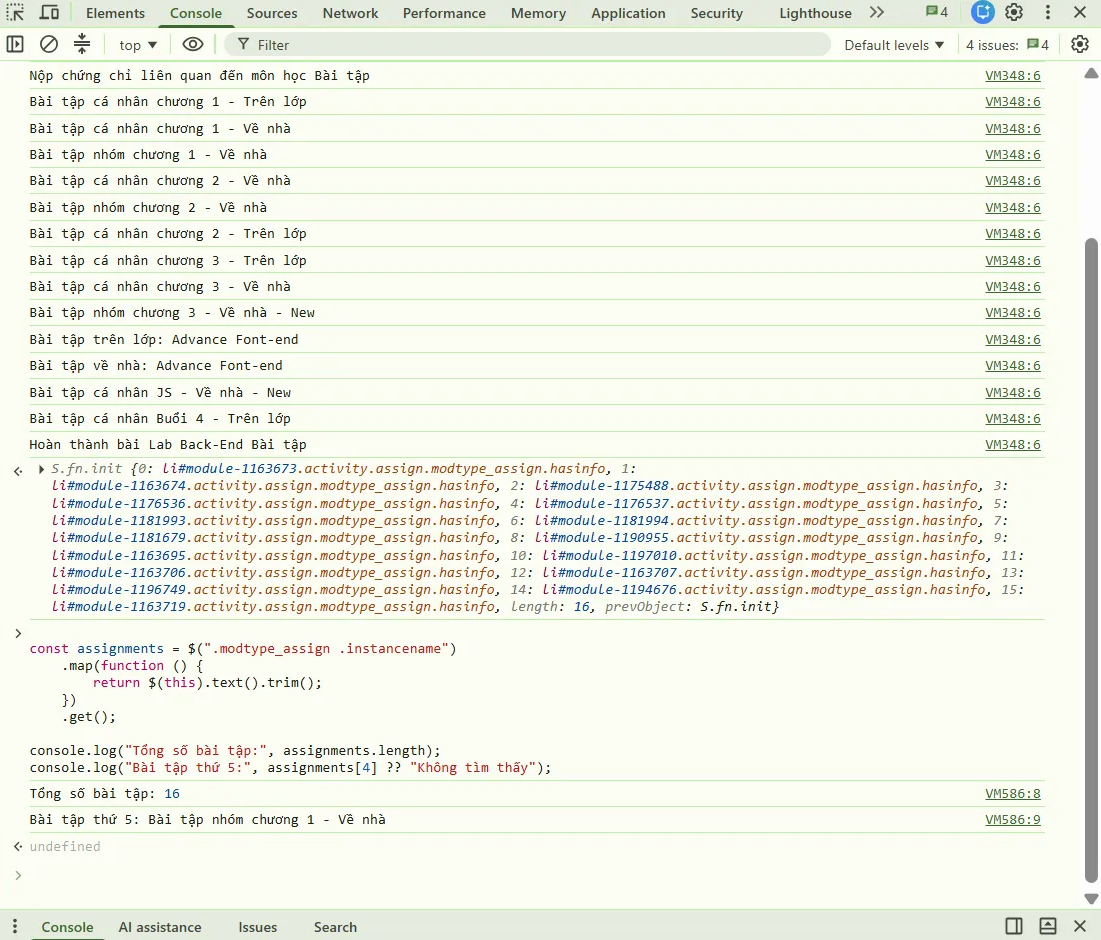 Elements Console Sources Network Performance Memory Application Security Lighthouse 4
top Filter Default levels 4 issues: 4
Nộp chứng chỉ liên quan đến môn học Bài tập VM348:6
Bài tập cá nhân chương 1 - Trên lớp VM348:6
Bài tập cá nhân chương 1 - Về nhà VM348:6
Bài tập nhóm chương 1 - Về nhà VM348:6
Bài tập cá nhân chương 2 - Về nhà VM348:6
Bài tập nhóm chương 2 - Về nhà VM348:6
Bài tập cá nhân chương 2 - Trên lớp VM348:6
Bài tập cá nhân chương 3 - Trên lớp VM348:6
Bài tập cá nhân chương 3 - Về nhà VM348:6
Bài tập nhóm chương 3 - Về nhà - New VM348:6
Bài tập trên lớp: Advance Font-end VM348:6
Bài tập về nhà: Advance Font-end VM348:6
Bài tập cá nhân JS - Về nhà - New VM348:6
Bài tập cá nhân Buổi 4 - Trên lớp VM348:6
Hoàn thành bài Lab Back-End Bài tập VM348:6
S.fn.init {0: li#module-1163673.activity.assign.modtype_assign.hasinfo, 1:
li#module-1163674.activity.assign.modtype_assign.hasinfo, 2: li#module-1175488.activity.assign.modtype_assign.hasinfo, 3:
li#module-1176536.activity.assign.modtype_assign.hasinfo, 4: li#module-1176537.activity.assign.modtype_assign.hasinfo, 5:
li#module-1181993.activity.assign.modtype_assign.hasinfo, 6: li#module-1181994.activity.assign.modtype_assign.hasinfo, 7:
li#module-1181679.activity.assign.modtype_assign.hasinfo, 8: li#module-1190955.activity.assign.modtype_assign.hasinfo, 9:
li#module-1163695.activity.assign.modtype_assign.hasinfo, 10: li#module-1197010.activity.assign.modtype_assign.hasinfo, 11:
li#module-1163706.activity.assign.modtype_assign.hasinfo, 12: li#module-1163707.activity.assign.modtype_assign.hasinfo, 13:
li#module-1196749.activity.assign.modtype_assign.hasinfo, 14: li#module-1194676.activity.assign.modtype_assign.hasinfo, 15:
li#module-1163719.activity.assign.modtype_assign.hasinfo, length: 16, prevObject: S.fn.init}
const assignments = $(".modtype_assign .instancename")
.map(function () {
return $(this).text().trim();
})
.get();
console.log("Tổng số bài tập:", assignments.length);
console.log("Bài tập thứ 5:", assignments[4] ?? "Không tìm thấy");
Tổng số bài tập: 16 VM586:8
Bài tập thứ 5: Bài tập nhóm chương 1 - Về nhà VM586:9
undefined
Console AI assistance Issues Search